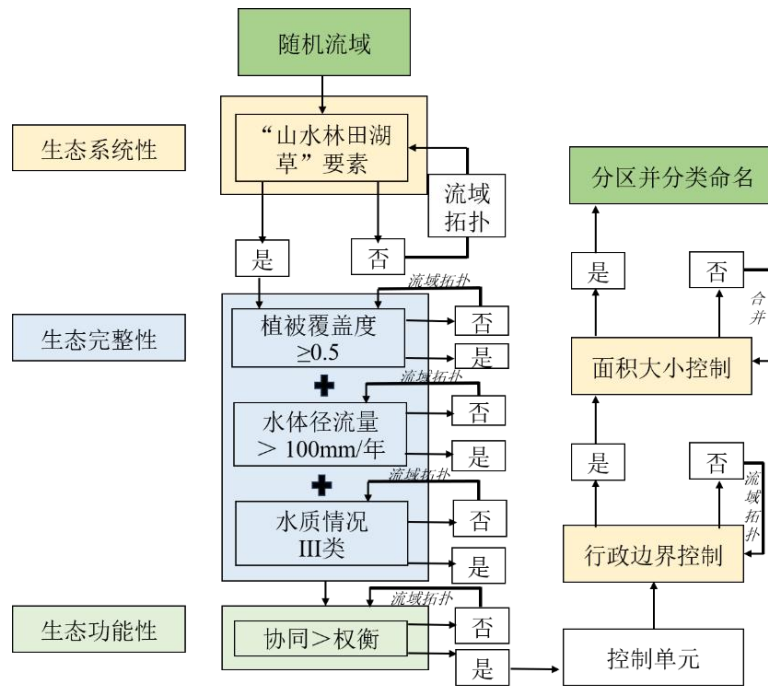 随机流域
生态系统性
“山水林田湖
草”要素
流域
拓扑
是
否
生态完整性
流域拓扑
植被覆盖度
≥0.5
否
是
+
流域拓扑
水体径流量
> 100mm/年
否
是
+
流域拓扑
水质情况
III类
否
是
生态功能性
流域拓扑
协同>权衡
否
是
控制单元
行政边界控制
是
否
流域拓扑
面积大小控制
是
否
合并
分区并分类命名